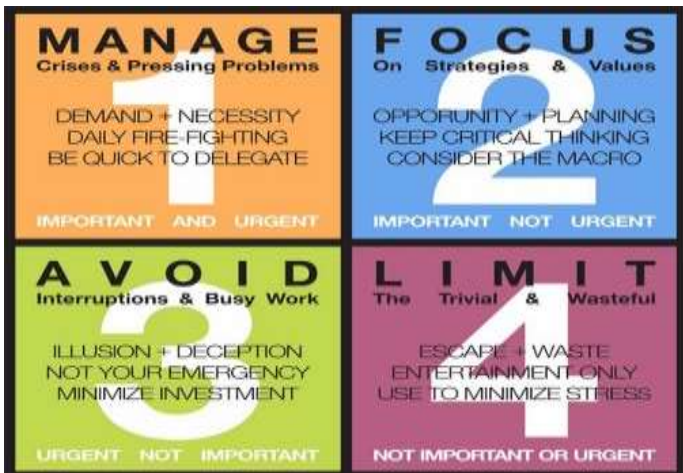 MANAGE
Crises & Pressing Problems
1
DEMAND + NECESSITY
DAILY FIRE-FIGHTING
BE QUICK TO DELEGATE
IMPORTANT AND URGENT
FOCUS
On Strategies & Values
2
OPPORUNITY + PLANNING
KEEP CRITICAL THINKING
CONSIDER THE MACRO
IMPORTANT NOT URGENT
AVOID
Interruptions & Busy Work
3
ILLUSION + DECEPTION
NOT YOUR EMERGENCY
MINIMIZE INVESTMENT
URGENT NOT IMPORTANT
LIMIT
The Trivial & Wasteful
4
ESCAPE + WASTE
ENTERTAINMENT ONLY
USE TO MINIMIZE STRESS
NOT IMPORTANT OR URGENT